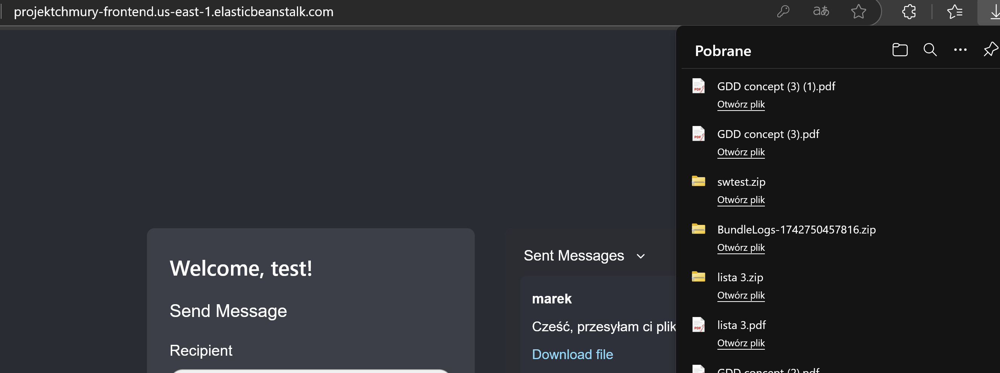 projektchmury-frontend.us-east-1.elasticbeanstalk.com
aあ
Pobrane
GDD concept (3) (1).pdf
Otwórz plik
GDD concept (3).pdf
Otwórz plik
swtest.zip
Otwórz plik
BundleLogs-1742750457816.zip
Otwórz plik
lista 3.zip
Otwórz plik
lista 3.pdf
Otwórz plik
GDD concept (2).pdf
Welcome, test!
Send Message
Recipient
Sent Messages
marek
Cześć, przesyłam ci plik
Download file